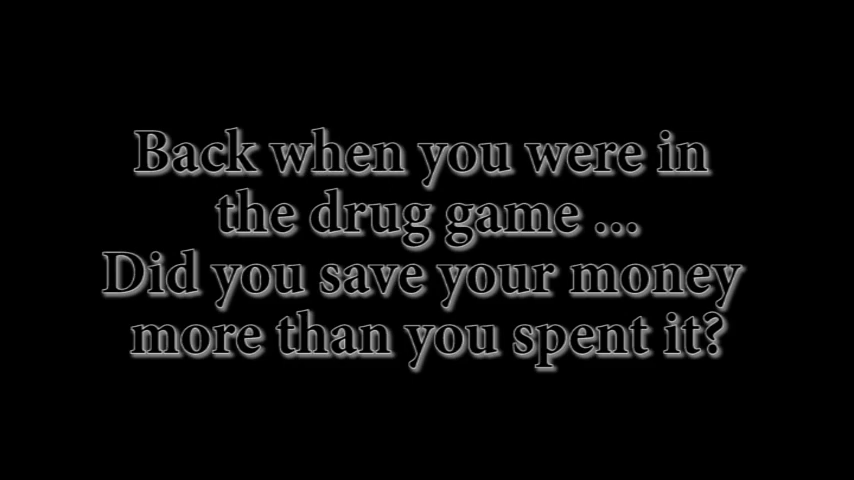 Back when you were in
the drug game ...
Did you save your money
more than you spent it?